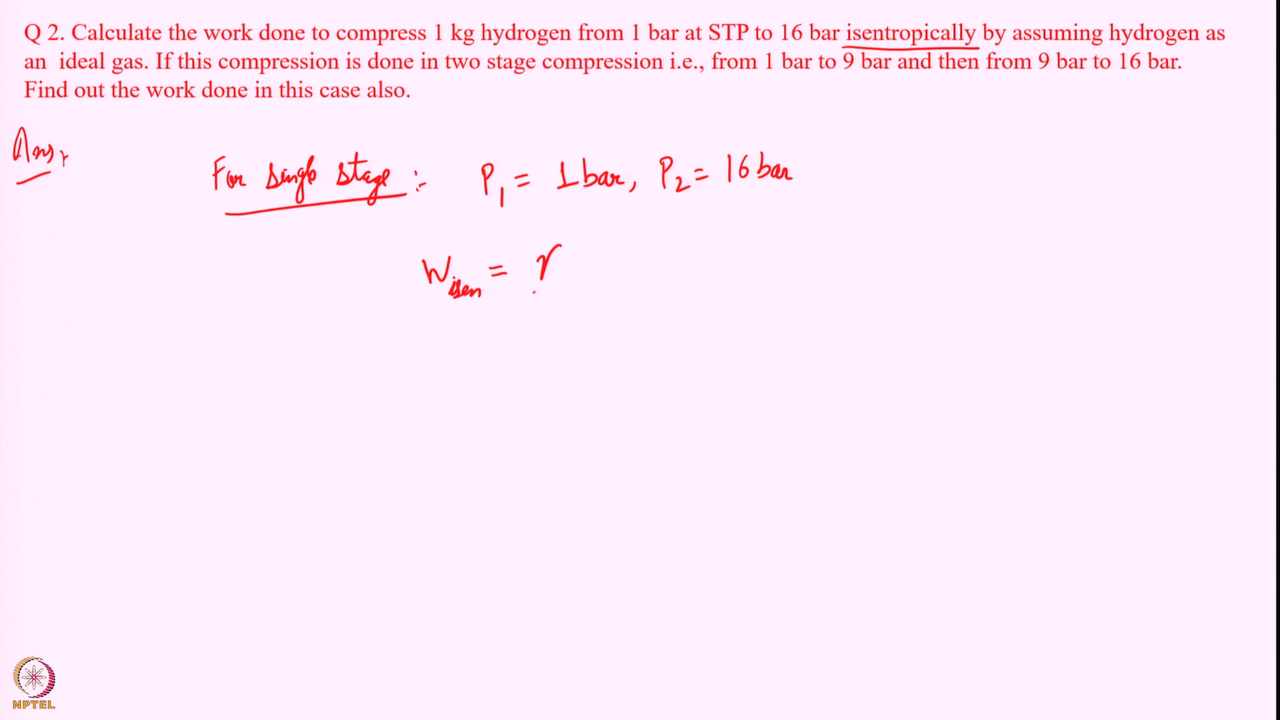 Q 2. Calculate the work done to compress 1 kg hydrogen from 1 bar at STP to 16 bar isentropically by assuming hydrogen as
an ideal gas. If this compression is done in two stage compression i.e., from 1 bar to 9 bar and then from 9 bar to 16 bar.
Find out the work done in this case also.
Ans:
For single stage :- P₁ = 1 bar, P₂ = 16 bar
W_isen = γ
NPTEL